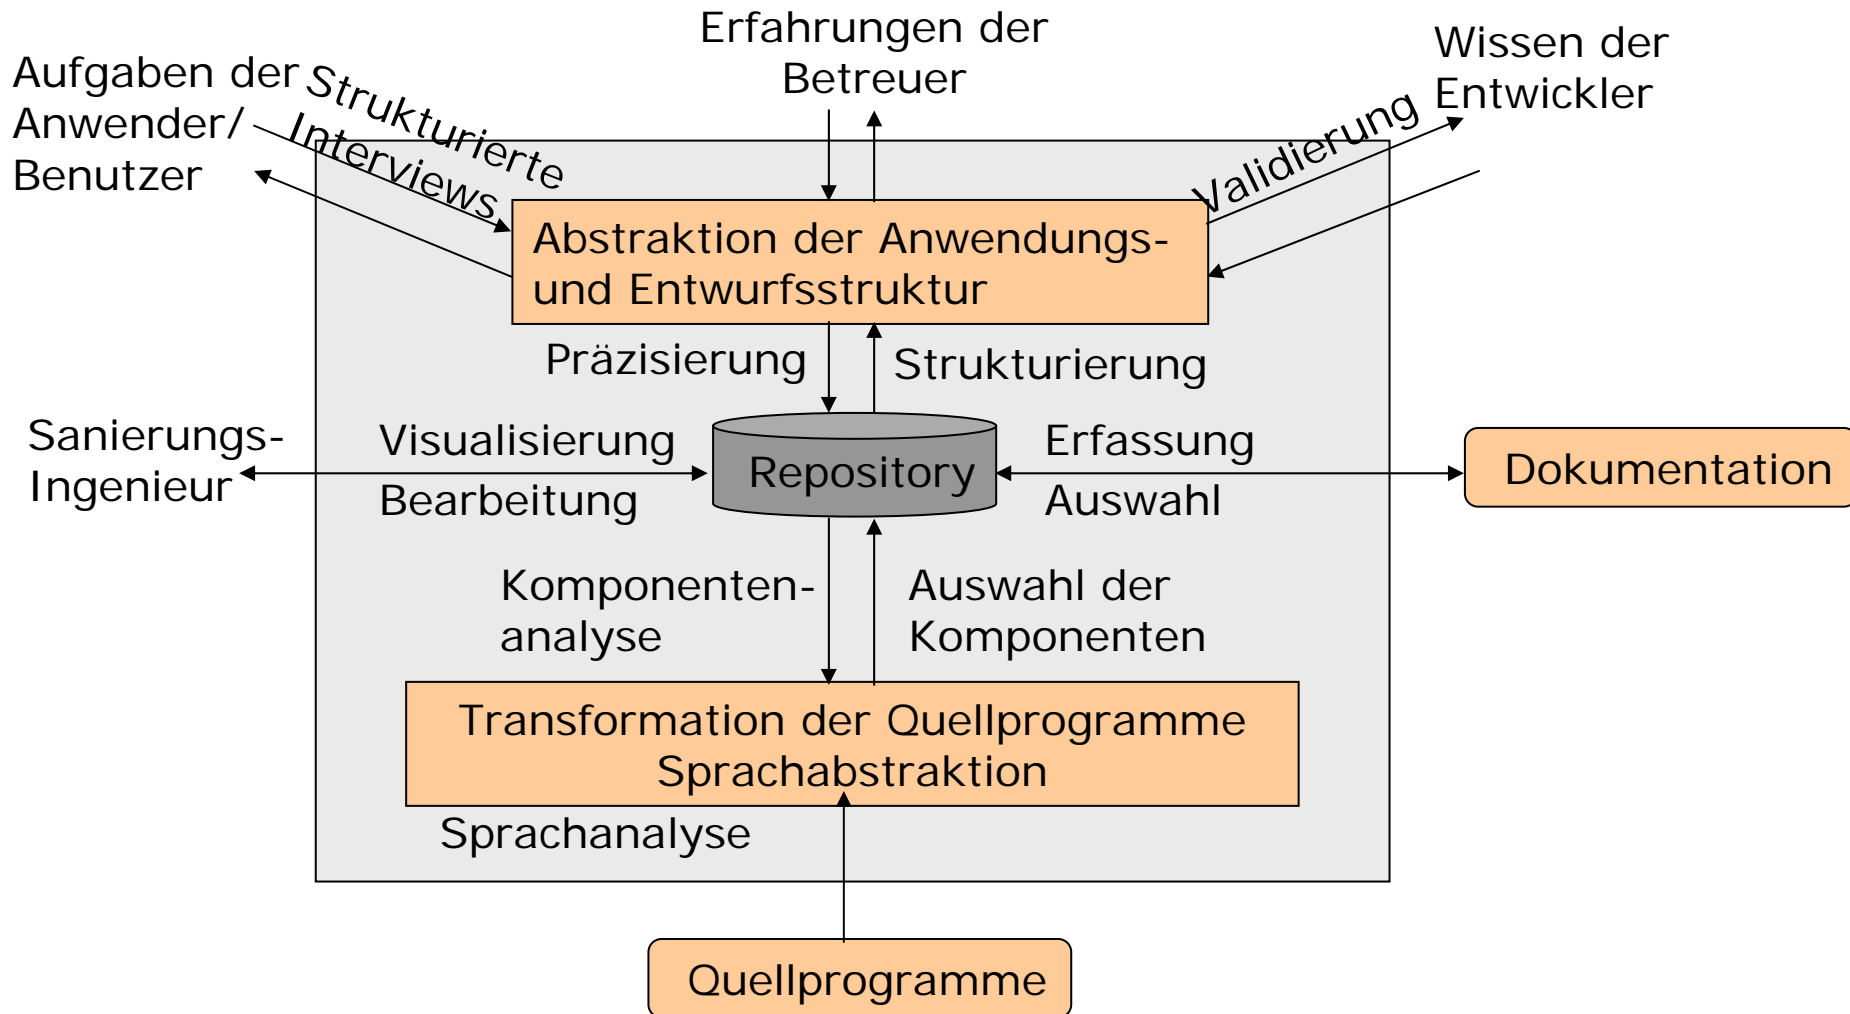 Erfahrungen der
Betreuer
Wissen der
Entwickler
Aufgaben der
Anwender/
Benutzer
Strukturierte
Interviews
Validierung
Abstraktion der Anwendungs-
und Entwurfsstruktur
Präzisierung
Strukturierung
Sanierungs-
Ingenieur
Visualisierung
Bearbeitung
Repository
Erfassung
Auswahl
Dokumentation
Komponenten-
analyse
Auswahl der
Komponenten
Transformation der Quellprogramme
Sprachabstraktion
Sprachanalyse
Quellprogramme